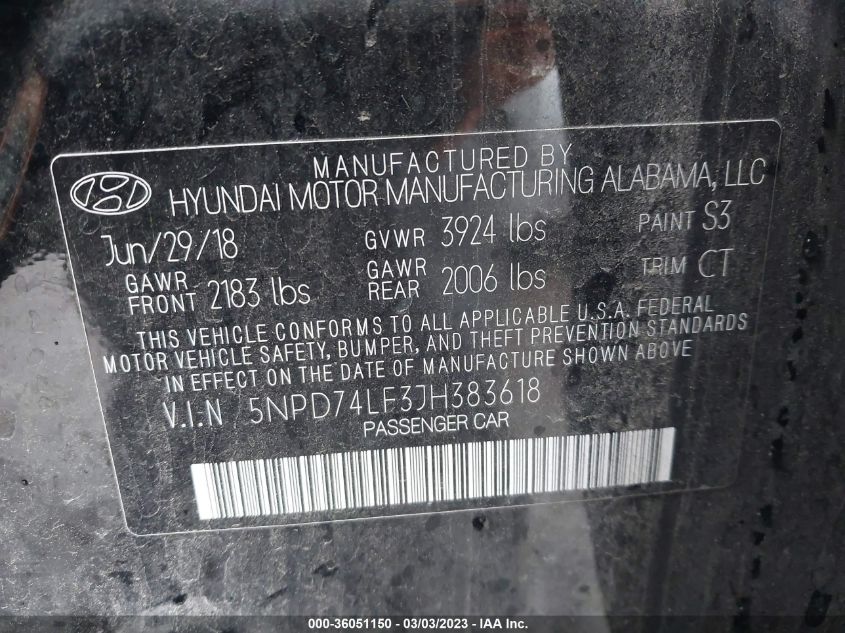 MANUFACTURED BY
HYUNDAI MOTOR MANUFACTURING ALABAMA, LLC
Jun/29/18 GVWR 3924 lbs PAINT S3
GAWR FRONT 2183 lbs GAWR REAR 2006 lbs TRIM CT
THIS VEHICLE CONFORMS TO ALL APPLICABLE U.S.A. FEDERAL
MOTOR VEHICLE SAFETY, BUMPER, AND THEFT PREVENTION STANDARDS
IN EFFECT ON THE DATE OF MANUFACTURE SHOWN ABOVE
V.I.N 5NPD74LF3JH383618
PASSENGER CAR
000-36051150 - 03/03/2023 - IAA, Inc.